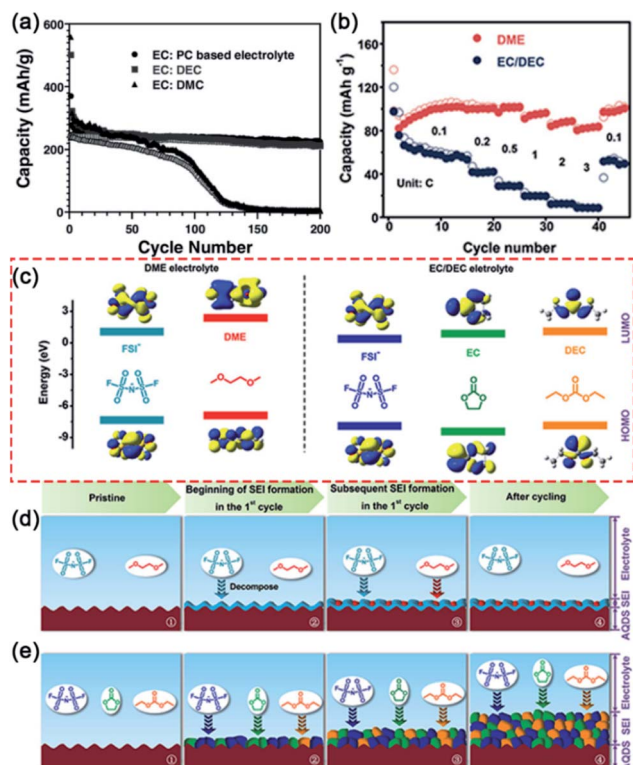 (a)
600
400
200
0
Capacity (mAh/g)
● EC: PC based electrolyte
■ EC: DEC
▲ EC: DMC
0 50 100 150 200
Cycle Number
(b)
160
120
80
40
0
Capacity (mAh g⁻¹)
DME
EC/DEC
0.1
0.2
0.5
1
2
3
0.1
Unit: C
0 10 20 30 40
Cycle number
(c)
DME electrolyte
EC/DEC eletrolyte
3
0
-3
-6
-9
Energy (eV)
FSI⁻
DME
FSI⁻
EC
DEC
LUMO
HOMO
Pristine
Beginning of SEI formation
in the 1st cycle
Subsequent SEI formation
in the 1st cycle
After cycling
(d)
Decompose
①
②
③
④
AQDS SEI Electrolyte
(e)
①
②
③
④
AQDS SEI Electrolyte